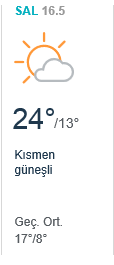 SAL 16.5
24°/13°
Kısmen
güneşli
Geç. Ort.
17°/8°